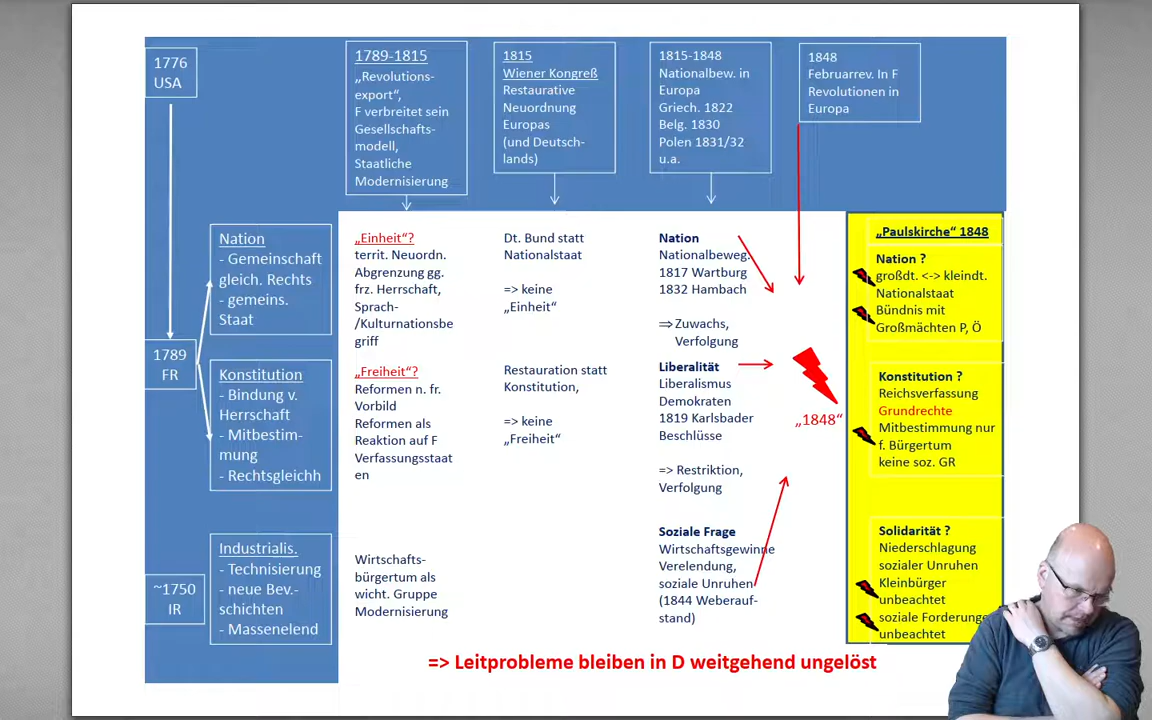 1776
USA
1789-1815
„Revolutions-
export“,
F verbreitet sein
Gesellschafts-
modell,
Staatliche
Modernisierung
1815
Wiener Kongreß
Restaurative
Neuordnung
Europas
(und Deutsch-
lands)
1815-1848
Nationalbew. in
Europa
Griech. 1822
Belg. 1830
Polen 1831/32
u.a.
1848
Februarrev. In F
Revolutionen in
Europa
1789
FR
Nation
- Gemeinschaft
gleich. Rechts
- gemeins.
Staat
„Einheit“?
territ. Neuordn.
Abgrenzung gg.
frz. Herrschaft,
Sprach-
/Kulturnationsbe
griff
Dt. Bund statt
Nationalstaat
=> keine
„Einheit“
Nation
Nationalbeweg.
1817 Wartburg
1832 Hambach
⇒ Zuwachs,
Verfolgung
„Paulskirche“ 1848
Nation ?
großdt. <-> kleindt.
Nationalstaat
Bündnis mit
Großmächten P, Ö
Konstitution
- Bindung v.
Herrschaft
- Mitbestim-
mung
- Rechtsgleichh
„Freiheit“?
Reformen n. fr.
Vorbild
Reformen als
Reaktion auf F
Verfassungsstaat
en
Restauration statt
Konstitution,
=> keine
„Freiheit“
Liberalität
Liberalismus
Demokraten
1819 Karlsbader
Beschlüsse
=> Restriktion,
Verfolgung
„1848“
Konstitution ?
Reichsverfassung
Grundrechte
Mitbestimmung nur
f. Bürgertum
keine soz. GR
~1750
IR
Industrialis.
- Technisierung
- neue Bev.-
schichten
- Massenelend
Wirtschafts-
bürgertum als
wicht. Gruppe
Modernisierung
Soziale Frage
Wirtschaftsgewinne
Verelendung,
soziale Unruhen
(1844 Weberauf-
stand)
Solidarität ?
Niederschlagung
sozialer Unruhen
Kleinbürger
unbeachtet
soziale Forderunge
unbeachtet
=> Leitprobleme bleiben in D weitgehend ungelöst